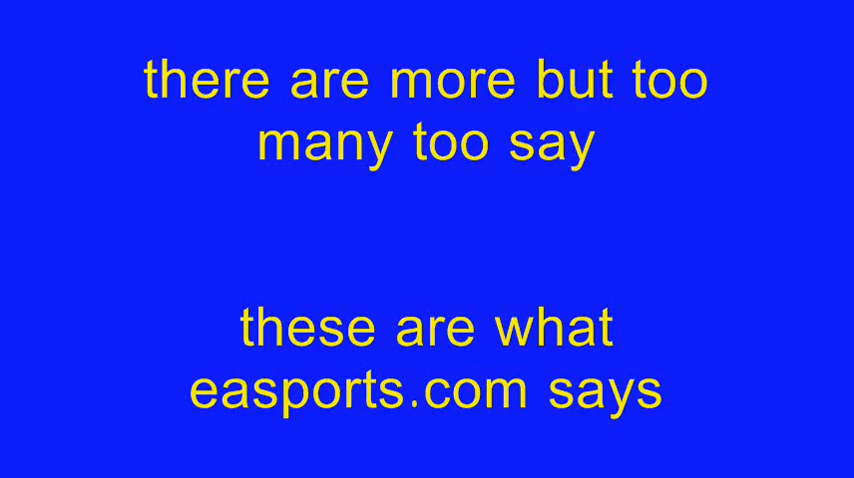 there are more but too
many too say
these are what
easports.com says